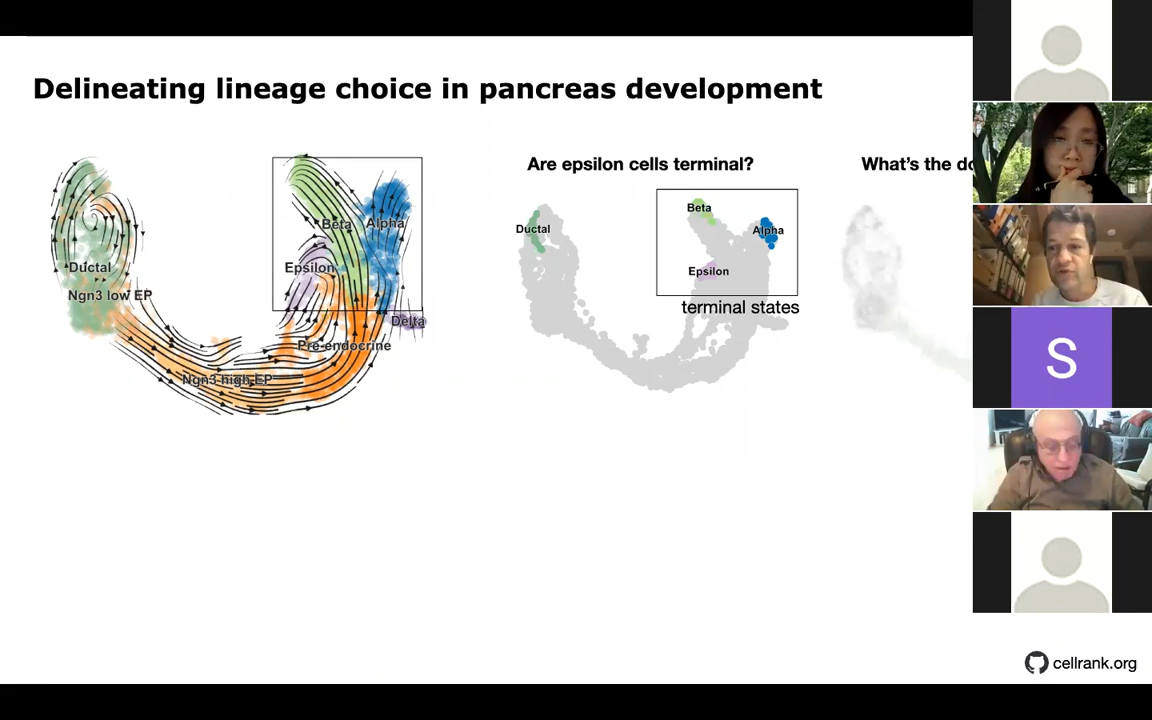 Delineating lineage choice in pancreas development
Beta
Alpha
Ductal
Epsilon
Ngn3 low EP
Delta
Pre-endocrine
Ngn3 high EP
Are epsilon cells terminal?
Beta
Ductal
Alpha
Epsilon
terminal states
What's the do
S
cellrank.org